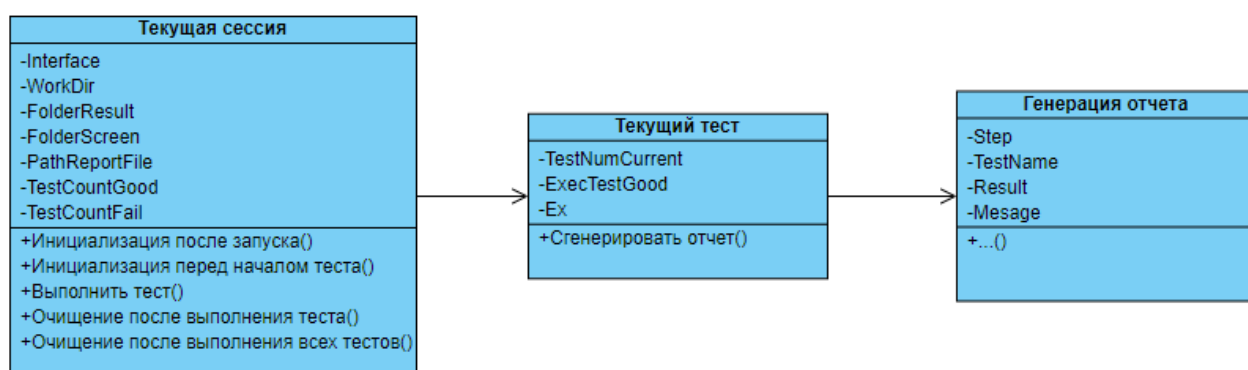 Текущая сессия
-Interface
-WorkDir
-FolderResult
-FolderScreen
-PathReportFile
-TestCountGood
-TestCountFail
+Инициализация после запуска()
+Инициализация перед началом теста()
+Выполнить тест()
+Очищение после выполнения теста()
+Очищение после выполнения всех тестов()
Текущий тест
-TestNumCurrent
-ExecTestGood
-Ex
+Сгенерировать отчет()
Генерация отчета
-Step
-TestName
-Result
-Mesage
+...()